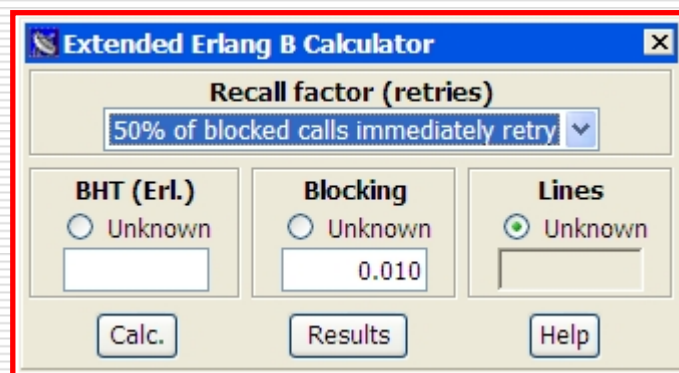 Extended Erlang B Calculator
Recall factor (retries)
50% of blocked calls immediately retry
BHT (Erl.) Blocking Lines
Unknown Unknown Unknown
0.010
Calc. Results Help